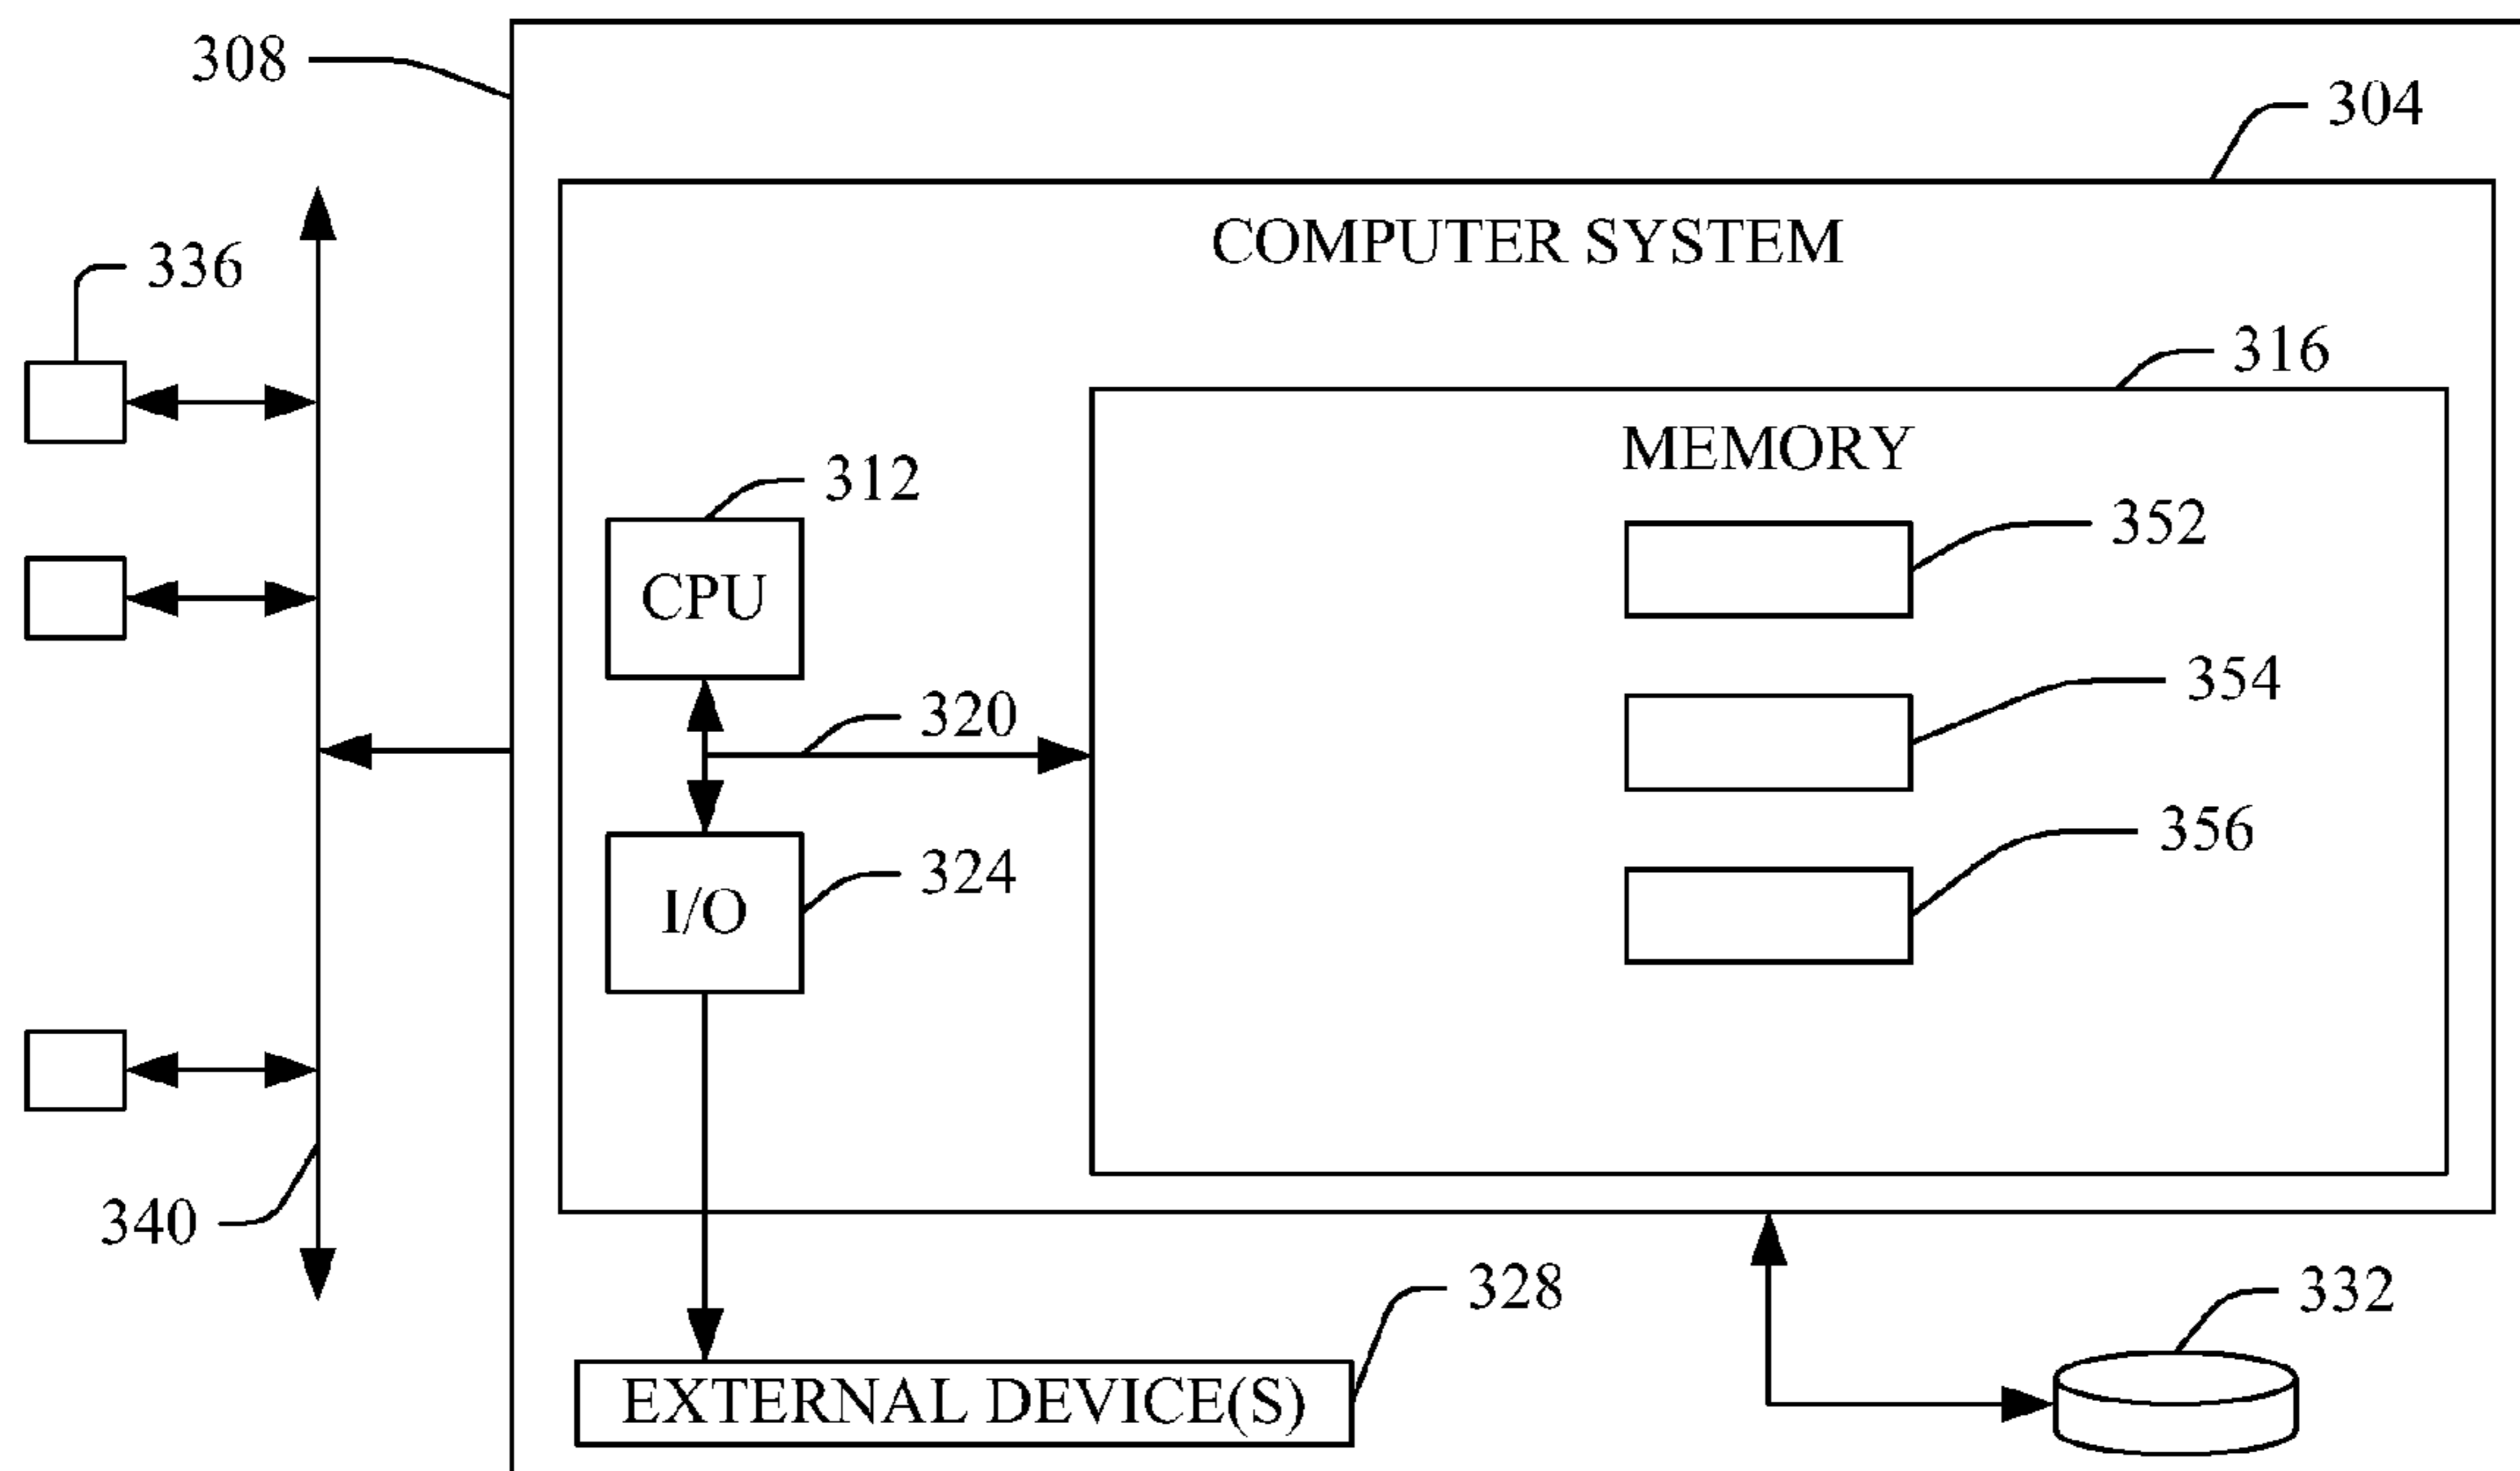 308
304
COMPUTER SYSTEM
336
316
MEMORY
312
352
CPU
354
320
356
324
I/O
340
328
332
EXTERNAL DEVICE(S)